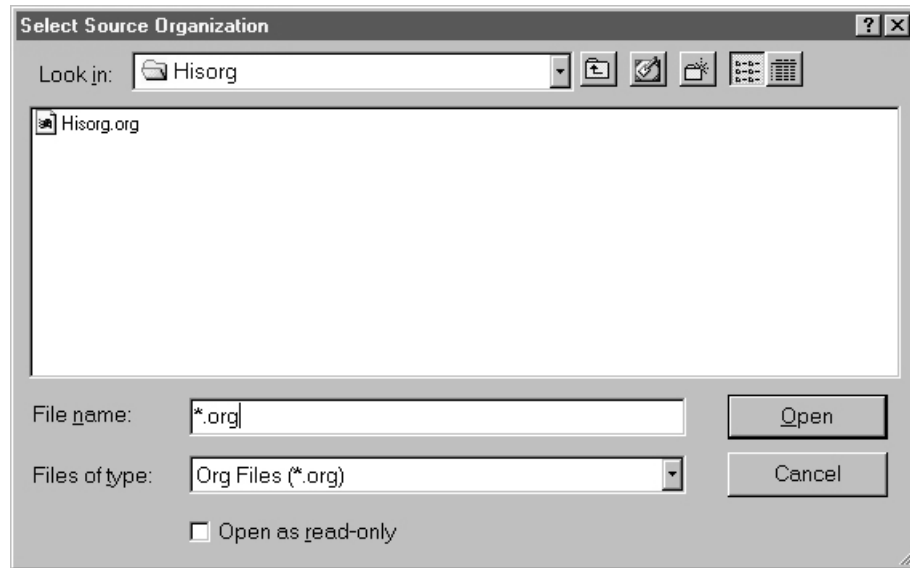 Select Source Organization
Look in: Hisorg
Hisorg.org
File name: *.org Open
Files of type: Org Files (*.org) Cancel
Open as read-only